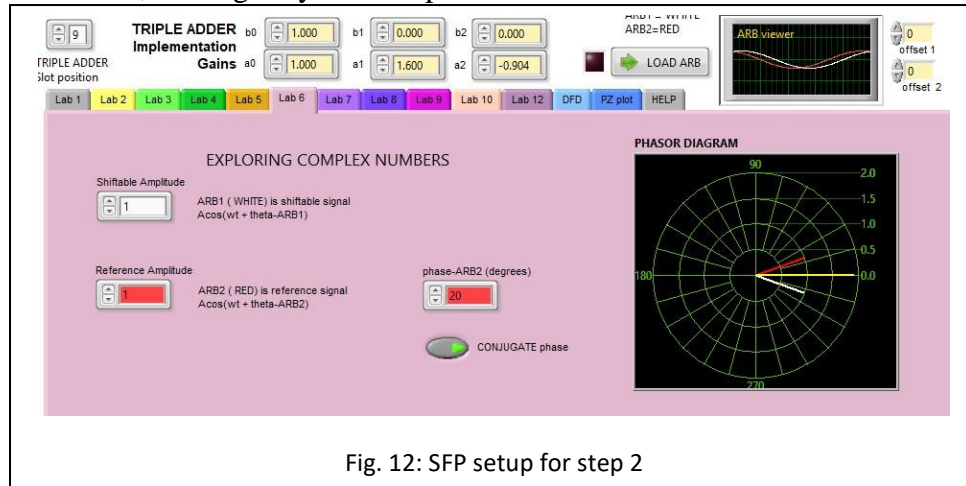 9
TRIPLE ADDER
Slot position
TRIPLE ADDER
Implementation
Gains
b0 1.000 b1 0.000 b2 0.000
a0 1.000 a1 1.600 a2 -0.904
ARB1 = WHITE
ARB2=RED
LOAD ARB
ARB viewer
0
offset 1
0
offset 2
Lab 1 Lab 2 Lab 3 Lab 4 Lab 5 Lab 6 Lab 7 Lab 8 Lab 9 Lab 10 Lab 12 DFD PZ plot HELP
EXPLORING COMPLEX NUMBERS
Shiftable Amplitude
1
ARB1 ( WHITE) is shiftable signal
Acos(wt + theta-ARB1)
Reference Amplitude
1
ARB2 ( RED) is reference signal
Acos(wt + theta-ARB2)
phase-ARB2 (degrees)
20
CONJUGATE phase
PHASOR DIAGRAM
90
2.0
1.5
1.0
0.5
180
0.0
270
Fig. 12: SFP setup for step 2